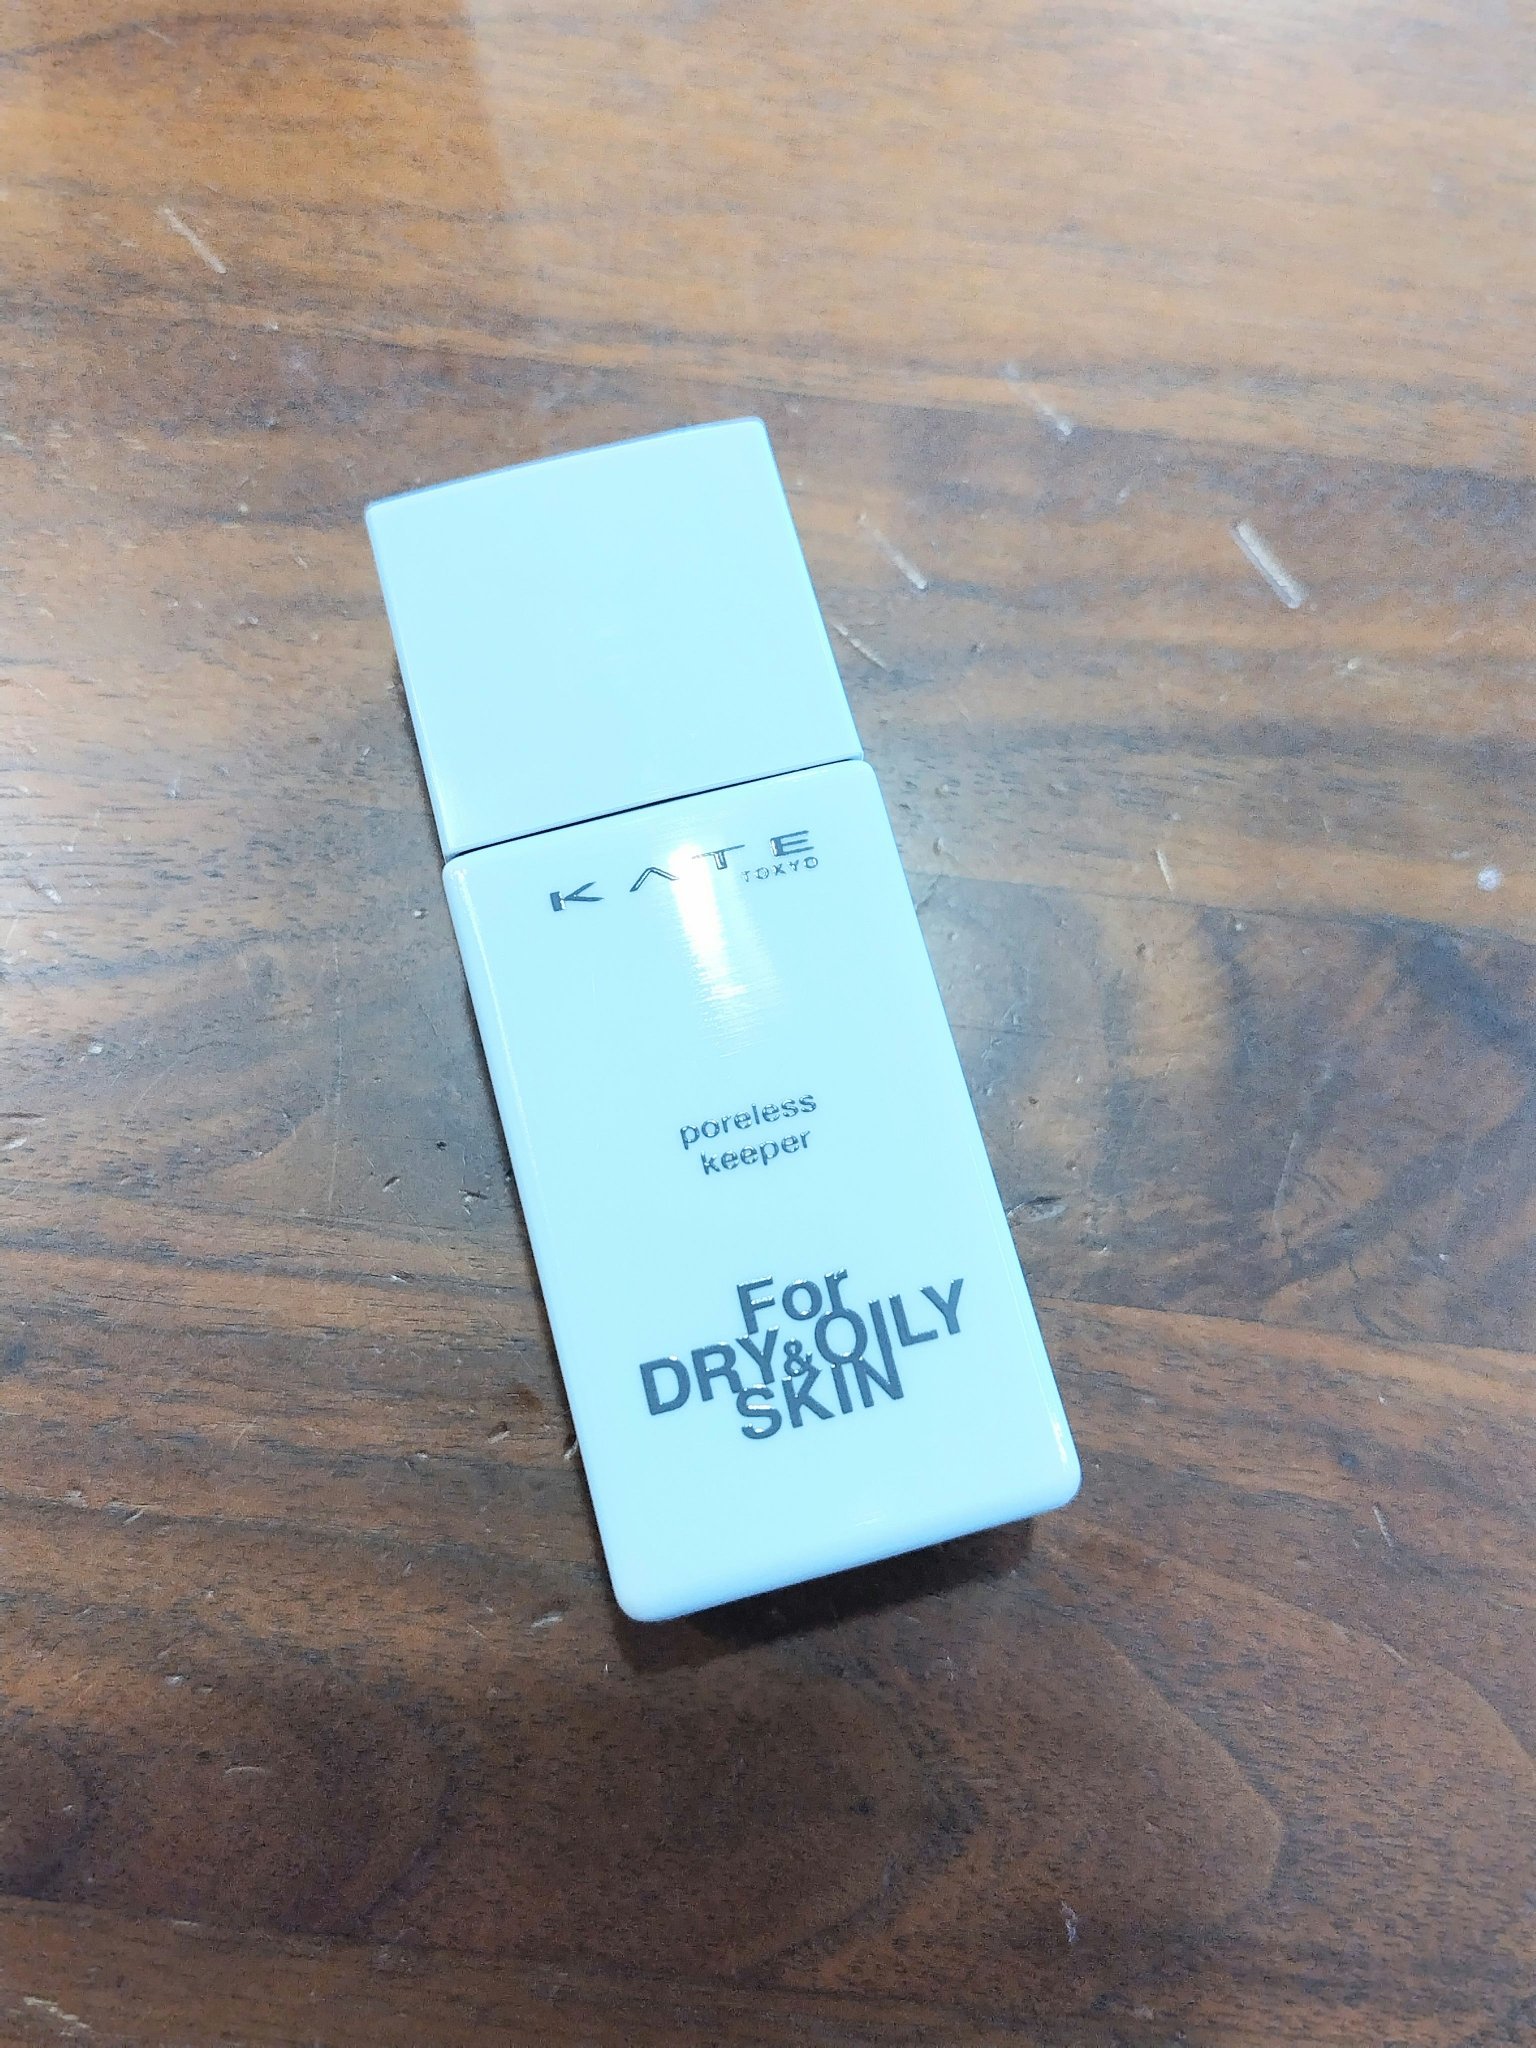 KATE
TOKYO
poreless
keeper
For
DRY&OILY
SKIN